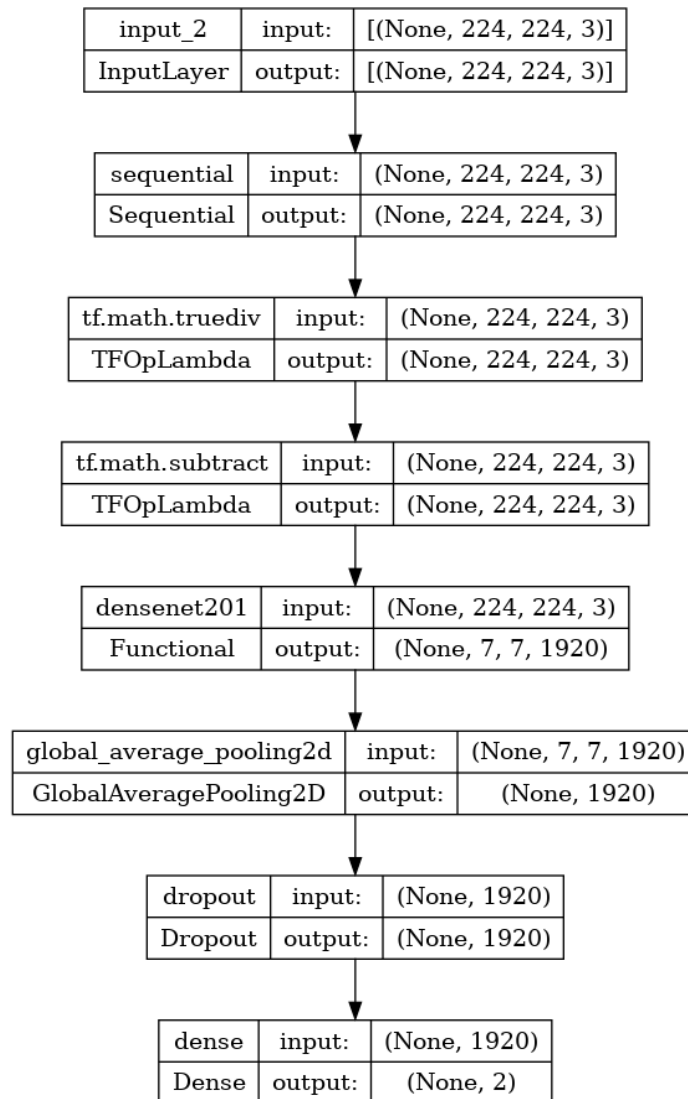 input_2 input: [(None, 224, 224, 3)]
InputLayer output: [(None, 224, 224, 3)]
sequential input: (None, 224, 224, 3)
Sequential output: (None, 224, 224, 3)
tf.math.truediv input: (None, 224, 224, 3)
TFOpLambda output: (None, 224, 224, 3)
tf.math.subtract input: (None, 224, 224, 3)
TFOpLambda output: (None, 224, 224, 3)
densenet201 input: (None, 224, 224, 3)
Functional output: (None, 7, 7, 1920)
global_average_pooling2d input: (None, 7, 7, 1920)
GlobalAveragePooling2D output: (None, 1920)
dropout input: (None, 1920)
Dropout output: (None, 1920)
dense input: (None, 1920)
Dense output: (None, 2)